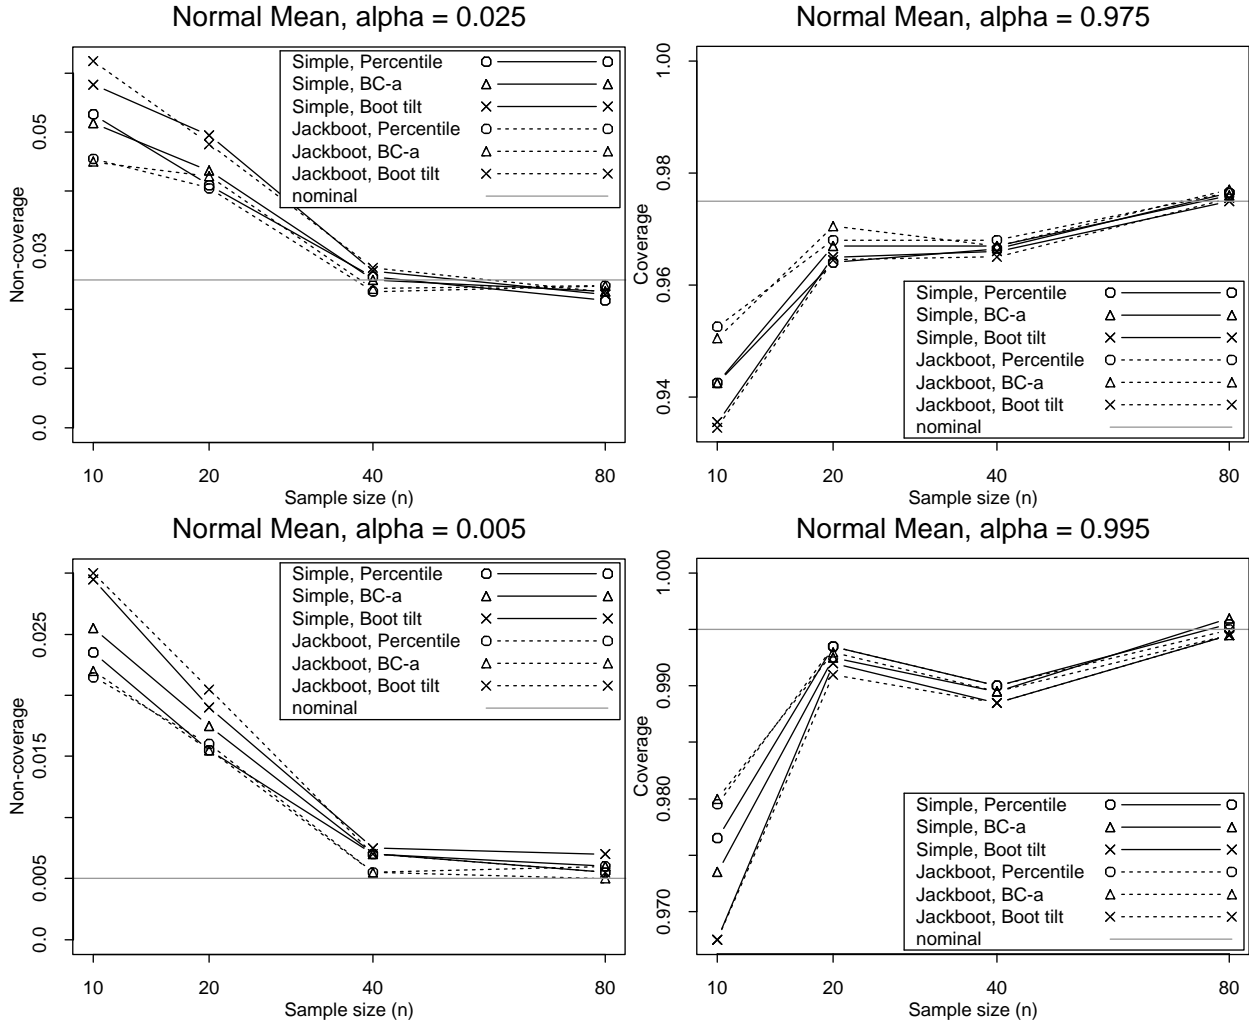 Normal Mean, alpha = 0.025
Non-coverage
0.05
0.03
0.01
0.0
Simple, Percentile
Simple, BC-a
Simple, Boot tilt
Jackboot, Percentile
Jackboot, BC-a
Jackboot, Boot tilt
nominal
10 20 40 80
Sample size (n)
Normal Mean, alpha = 0.975
Coverage
1.00
0.98
0.96
0.94
Simple, Percentile
Simple, BC-a
Simple, Boot tilt
Jackboot, Percentile
Jackboot, BC-a
Jackboot, Boot tilt
nominal
10 20 40 80
Sample size (n)
Normal Mean, alpha = 0.005
Non-coverage
0.025
0.015
0.005
0.0
Simple, Percentile
Simple, BC-a
Simple, Boot tilt
Jackboot, Percentile
Jackboot, BC-a
Jackboot, Boot tilt
nominal
10 20 40 80
Sample size (n)
Normal Mean, alpha = 0.995
Coverage
1.000
0.990
0.980
0.970
Simple, Percentile
Simple, BC-a
Simple, Boot tilt
Jackboot, Percentile
Jackboot, BC-a
Jackboot, Boot tilt
nominal
10 20 40 80
Sample size (n)